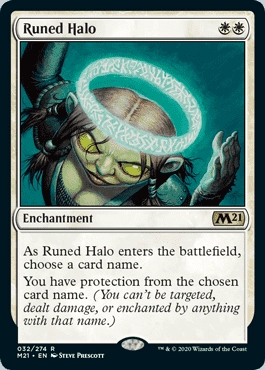 Runed Halo
Enchantment
M21
As Runed Halo enters the battlefield,
choose a card name.
You have protection from the chosen
card name. (You can't be targeted,
dealt damage, or enchanted by anything
with that name.)
032/274 R
M21 • EN Steve Prescott
™ & © 2020 Wizards of the Coast